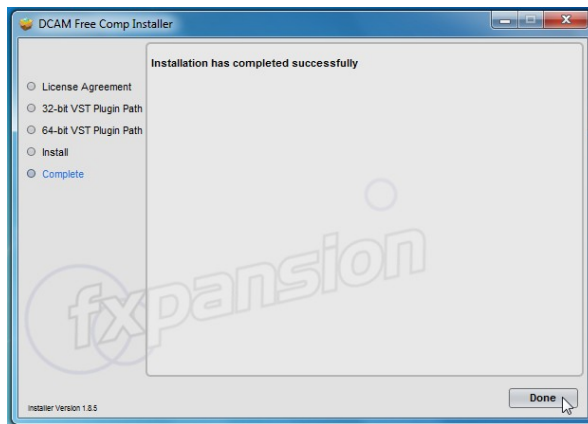 DCAM Free Comp Installer
Installation has completed successfully
License Agreement
32-bit VST Plugin Path
64-bit VST Plugin Path
Install
Complete
fxpansion
Done
Installer Version 1.8.5